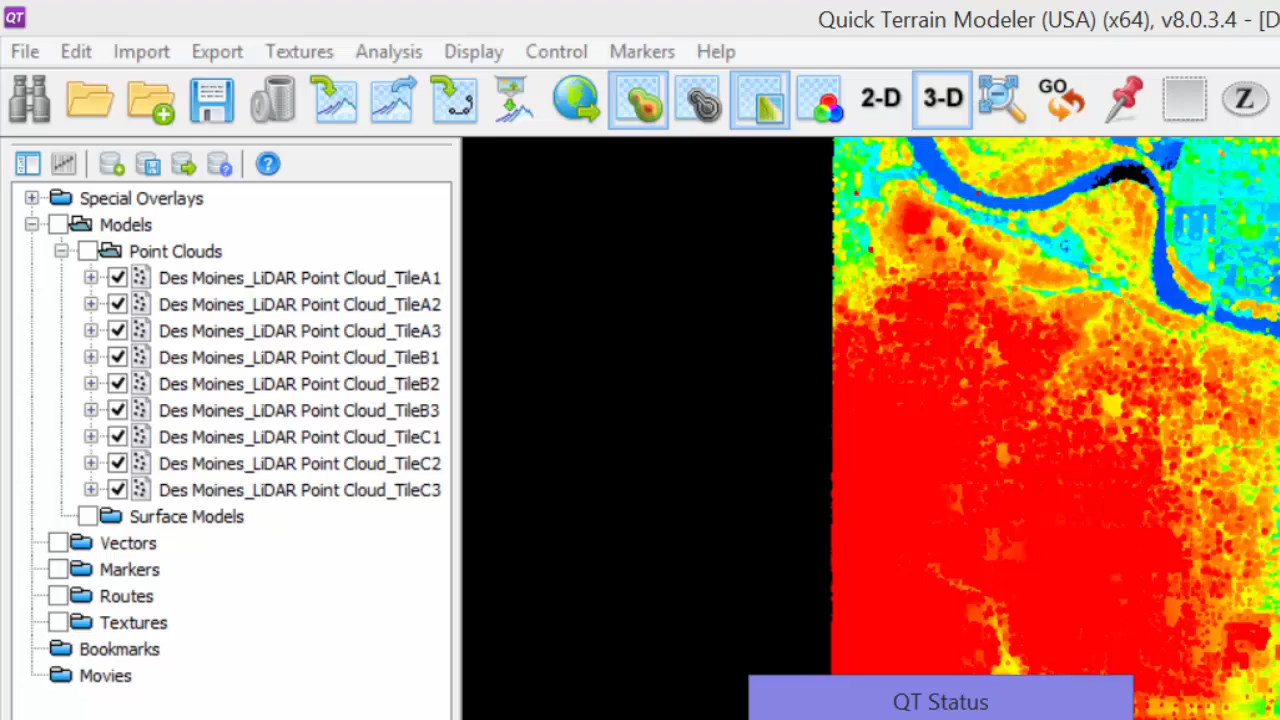 QT
Quick Terrain Modeler (USA) (x64), v8.0.3.4 - [D
File Edit Import Export Textures Analysis Display Control Markers Help
2-D 3-D GO Z
Special Overlays
Models
Point Clouds
Des Moines_LiDAR Point Cloud_TileA1
Des Moines_LiDAR Point Cloud_TileA2
Des Moines_LiDAR Point Cloud_TileA3
Des Moines_LiDAR Point Cloud_TileB1
Des Moines_LiDAR Point Cloud_TileB2
Des Moines_LiDAR Point Cloud_TileB3
Des Moines_LiDAR Point Cloud_TileC1
Des Moines_LiDAR Point Cloud_TileC2
Des Moines_LiDAR Point Cloud_TileC3
Surface Models
Vectors
Markers
Routes
Textures
Bookmarks
Movies
QT Status